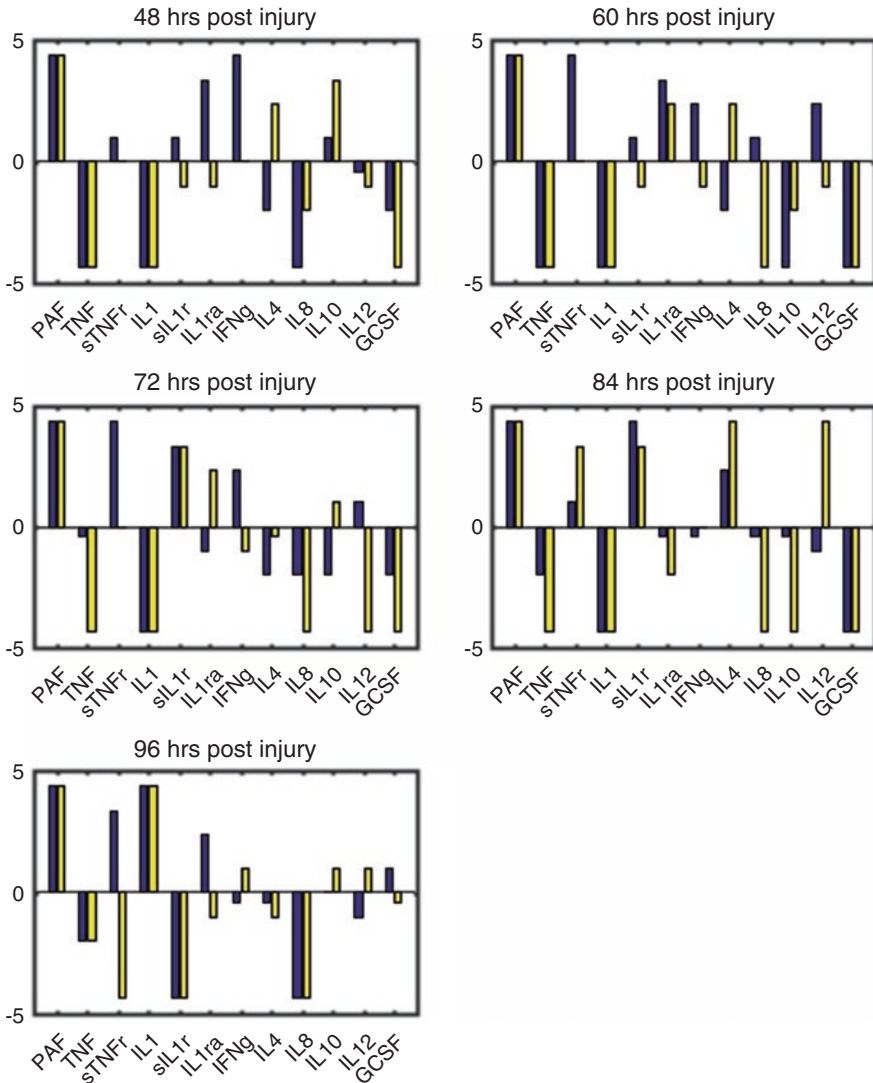 48 hrs post injury
5
0
-5
PAF TNF sTNFr IL1 sIL1r IL1ra IFNg IL4 IL8 IL10 IL12 GCSF
60 hrs post injury
5
0
-5
PAF TNF sTNFr IL1 sIL1r IL1ra IFNg IL4 IL8 IL10 IL12 GCSF
72 hrs post injury
5
0
-5
PAF TNF sTNFr IL1 sIL1r IL1ra IFNg IL4 IL8 IL10 IL12 GCSF
84 hrs post injury
5
0
-5
PAF TNF sTNFr IL1 sIL1r IL1ra IFNg IL4 IL8 IL10 IL12 GCSF
96 hrs post injury
5
0
-5
PAF TNF sTNFr IL1 sIL1r IL1ra IFNg IL4 IL8 IL10 IL12 GCSF